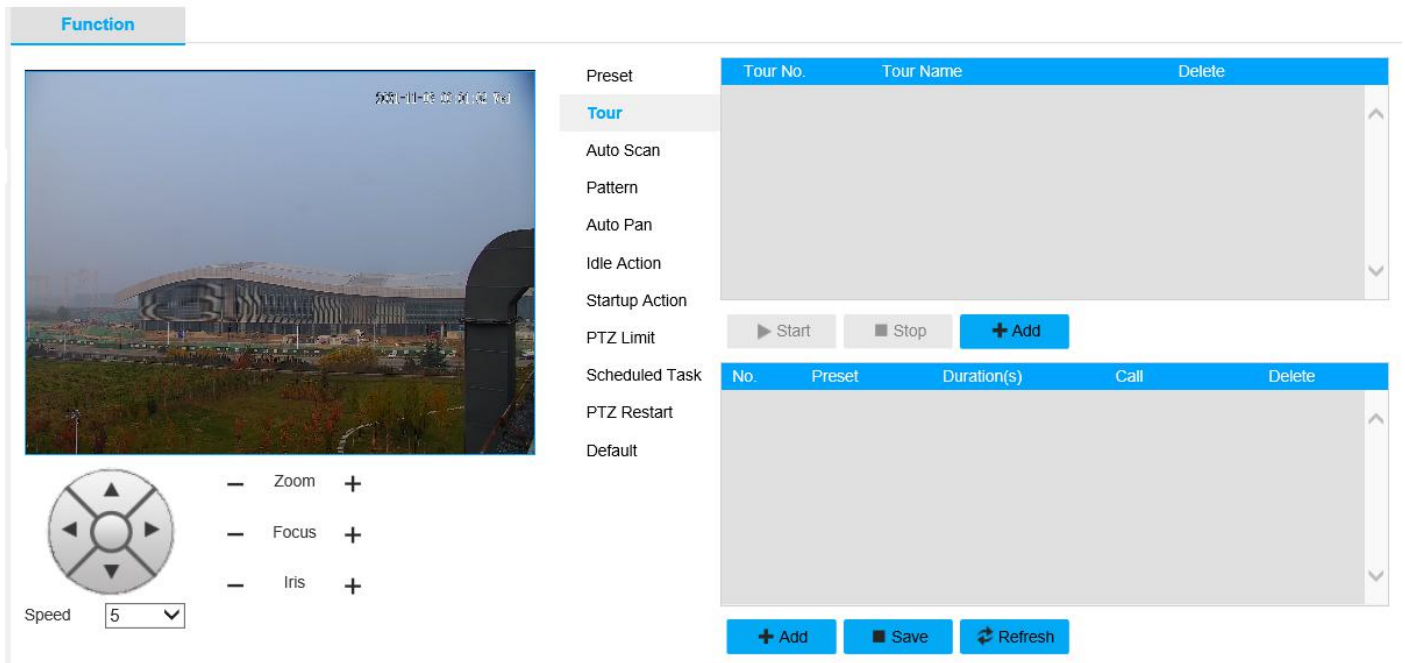 Function
Preset
Tour
Auto Scan
Pattern
Auto Pan
Idle Action
Startup Action
PTZ Limit
Scheduled Task
PTZ Restart
Default
Tour No. Tour Name Delete
Start Stop Add
No. Preset Duration(s) Call Delete
Add Save Refresh
− Zoom +
− Focus +
− Iris +
Speed 5